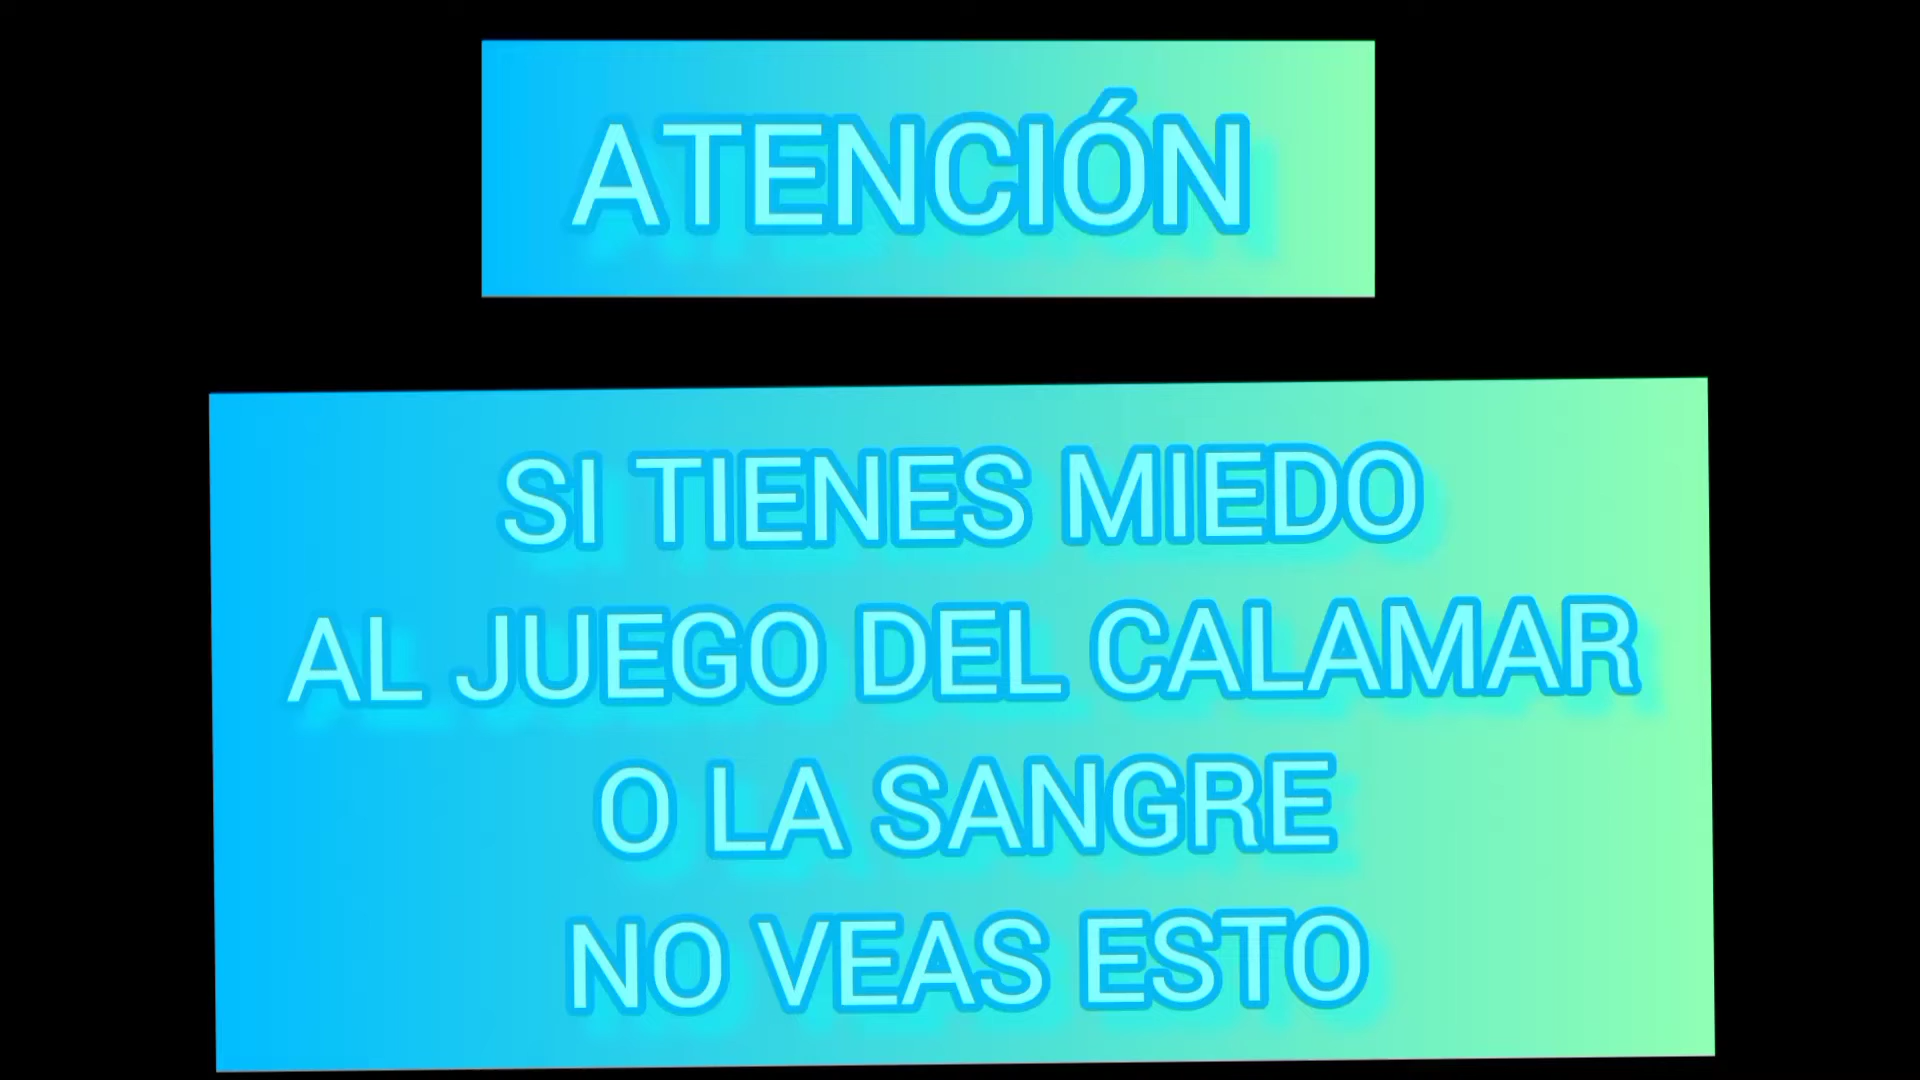 ATENCIÓN
SI TIENES MIEDO
AL JUEGO DEL CALAMAR
O LA SANGRE
NO VEAS ESTO